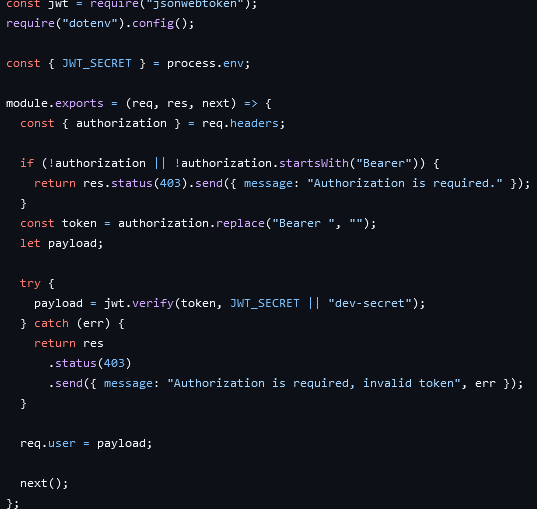 const jwt = require("jsonwebtoken");
require("dotenv").config();

const { JWT_SECRET } = process.env;

module.exports = (req, res, next) => {
  const { authorization } = req.headers;

  if (!authorization || !authorization.startsWith("Bearer")) {
    return res.status(403).send({ message: "Authorization is required." });
  }
  const token = authorization.replace("Bearer ", "");
  let payload;

  try {
    payload = jwt.verify(token, JWT_SECRET || "dev-secret");
  } catch (err) {
    return res
      .status(403)
      .send({ message: "Authorization is required, invalid token", err });
  }

  req.user = payload;

  next();
};